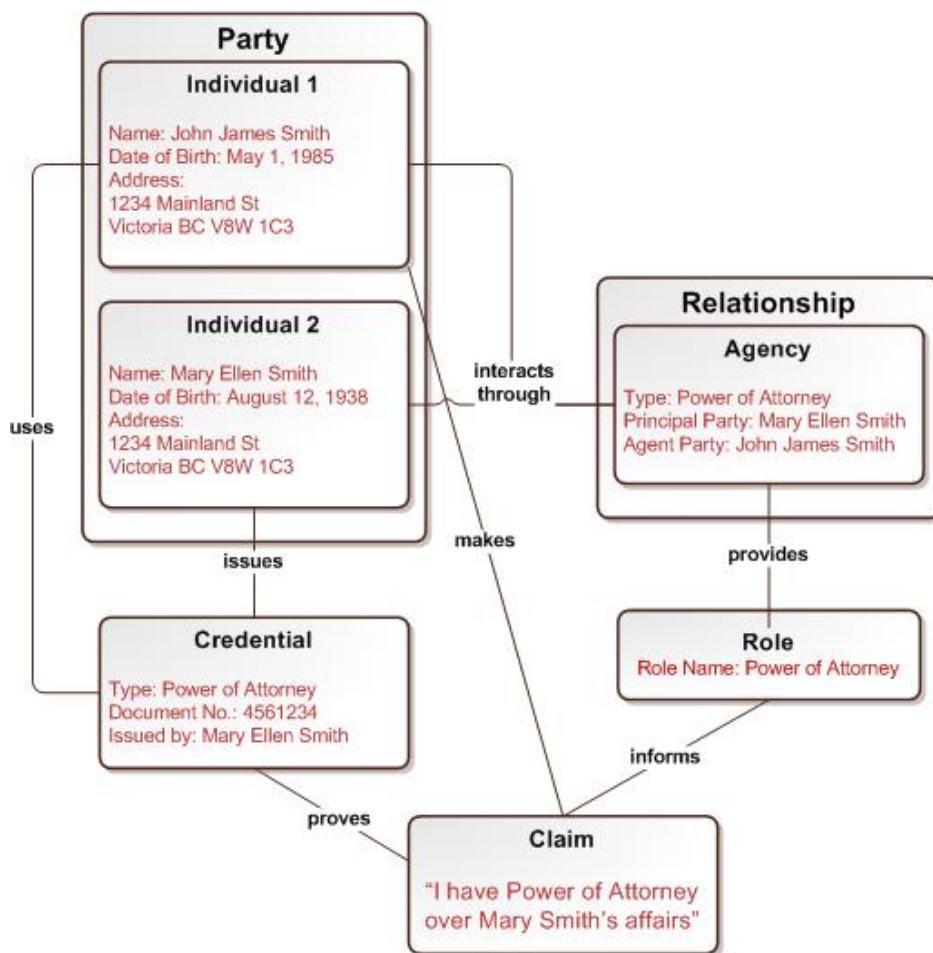 Party
Individual 1
Name: John James Smith
Date of Birth: May 1, 1985
Address:
1234 Mainland St
Victoria BC V8W 1C3
Individual 2
Name: Mary Ellen Smith
Date of Birth: August 12, 1938
Address:
1234 Mainland St
Victoria BC V8W 1C3
uses
interacts
through
Relationship
Agency
Type: Power of Attorney
Principal Party: Mary Ellen Smith
Agent Party: John James Smith
issues
makes
provides
Credential
Type: Power of Attorney
Document No.: 4561234
Issued by: Mary Ellen Smith
Role
Role Name: Power of Attorney
proves
informs
Claim
“I have Power of Attorney
over Mary Smith’s affairs”